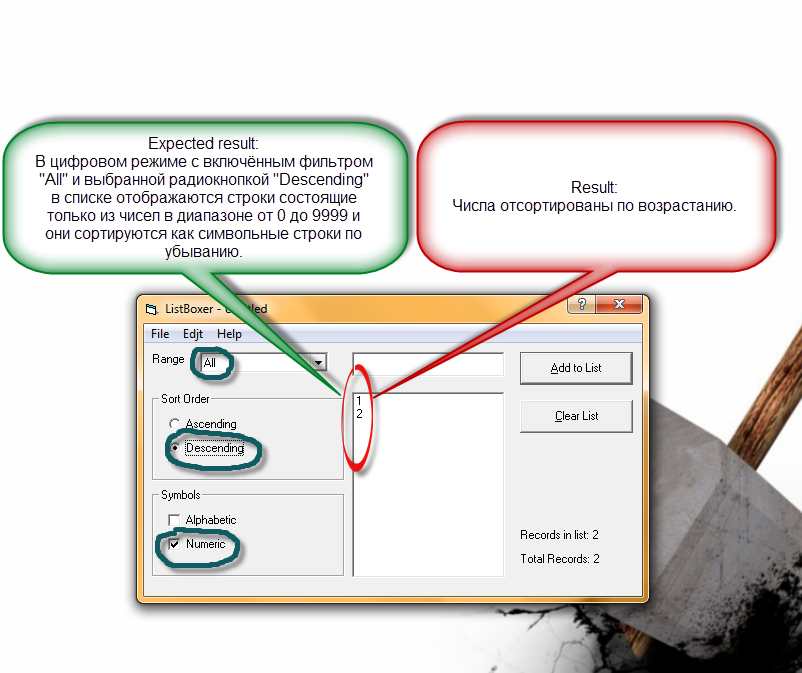 Expected result:
В цифровом режиме с включённым фильтром
"All" и выбранной радиокнопкой "Descending"
в списке отображаются строки состоящие
только из чисел в диапазоне от 0 до 9999 и
они сортируются как символьные строки по
убыванию.
Result:
Числа отсортированы по возрастанию.
ListBoxer -
File Edjt Help
Range All
Add to List
1
2
Sort Order
Ascending
Descending
Clear List
Symbols
Alphabetic
Numeric
Records in list: 2
Total Records: 2